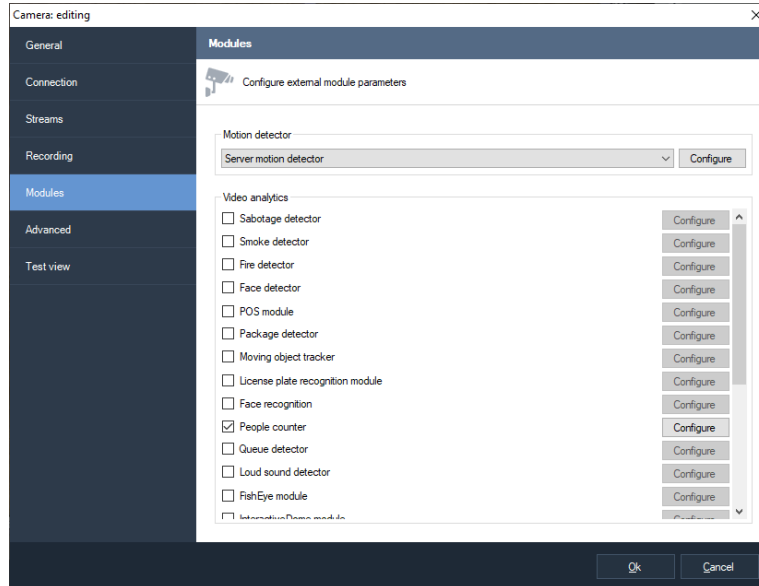 Camera: editing
General
Connection
Streams
Recording
Modules
Advanced
Test view
Modules
Configure external module parameters
Motion detector
Server motion detector
Configure
Video analytics
Sabotage detector Configure
Smoke detector Configure
Fire detector Configure
Face detector Configure
POS module Configure
Package detector Configure
Moving object tracker Configure
License plate recognition module Configure
Face recognition Configure
People counter Configure
Queue detector Configure
Loud sound detector Configure
FishEye module Configure
InteractiveDome module Configure
Ok Cancel